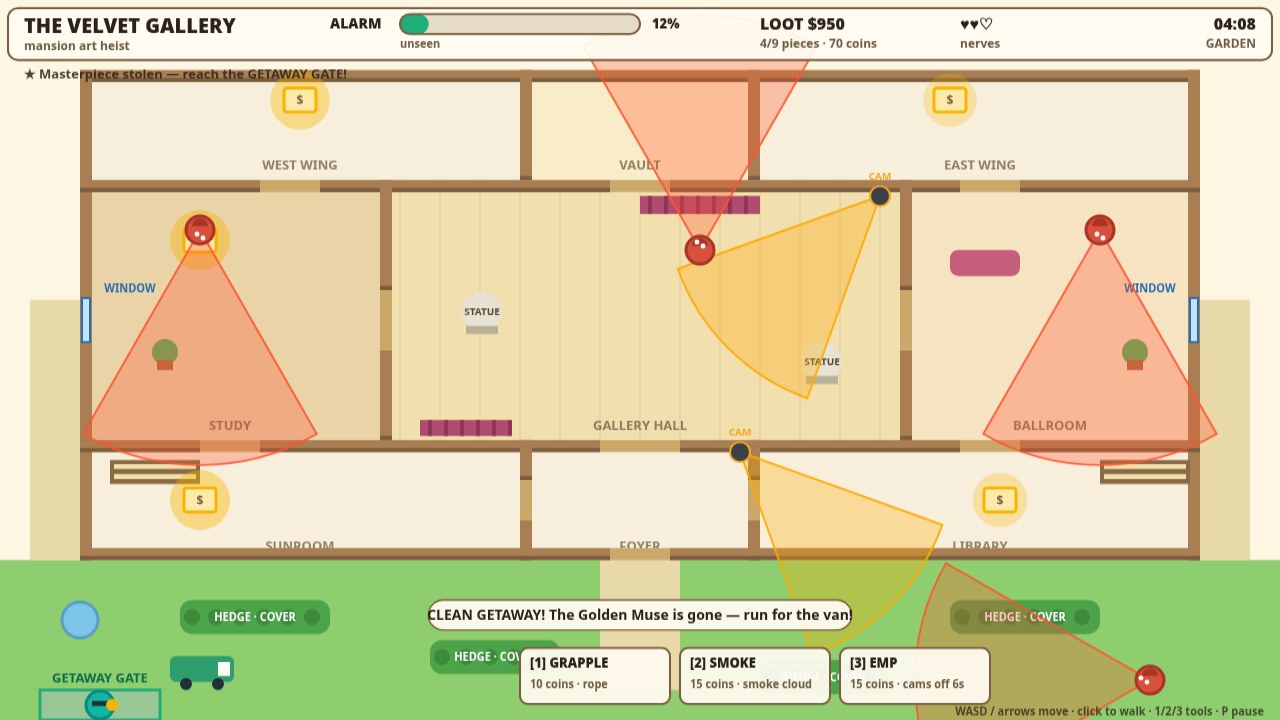 THE VELVET GALLERY
mansion art heist
ALARM
12%
unseen
LOOT $950
4/9 pieces · 70 coins
♥♥♡
nerves
04:08
GARDEN
★ Masterpiece stolen — reach the GETAWAY GATE!
$
$
WEST WING
VAULT
EAST WING
CAM
WINDOW
WINDOW
STATUE
STATUE
STUDY
GALLERY HALL
BALLROOM
CAM
$
$
SUNROOM
FOYER
LIBRARY
CLEAN GETAWAY! The Golden Muse is gone — run for the van!
HEDGE · COVER
HEDGE · COVER
HEDGE · COV
[1] GRAPPLE
10 coins · rope
[2] SMOKE
15 coins · smoke cloud
[3] EMP
15 coins · cams off 6s
GETAWAY GATE
WASD / arrows move · click to walk · 1/2/3 tools · P pause